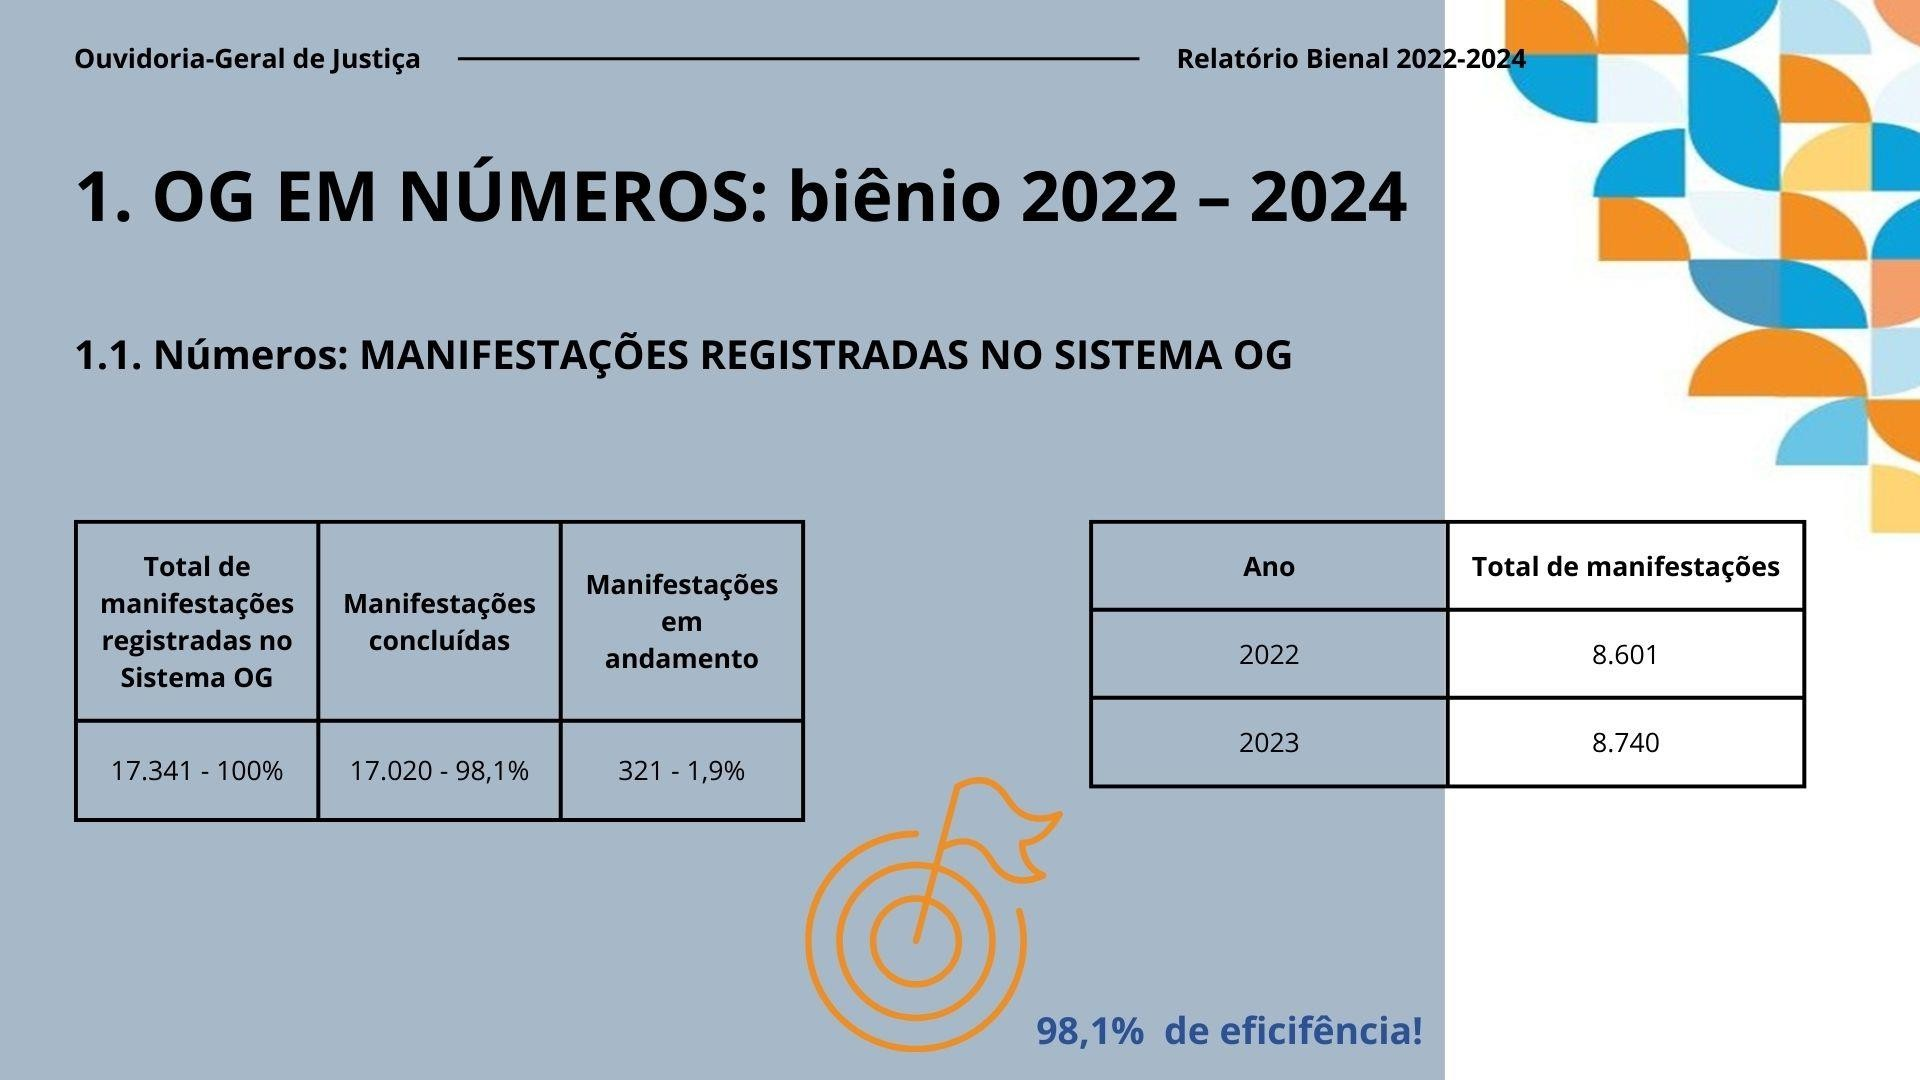 Ouvidoria-Geral de Justiça
Relatório Bienal 2022-2024
1. OG EM NÚMEROS: biênio 2022 – 2024
1.1. Números: MANIFESTAÇÕES REGISTRADAS NO SISTEMA OG
Total de
manifestações
registradas no
Sistema OG
Manifestações
concluídas
Manifestações
em
andamento
17.341 - 100%
17.020 - 98,1%
321 - 1,9%
Ano
Total de manifestações
2022
8.601
2023
8.740
98,1% de eficifência!